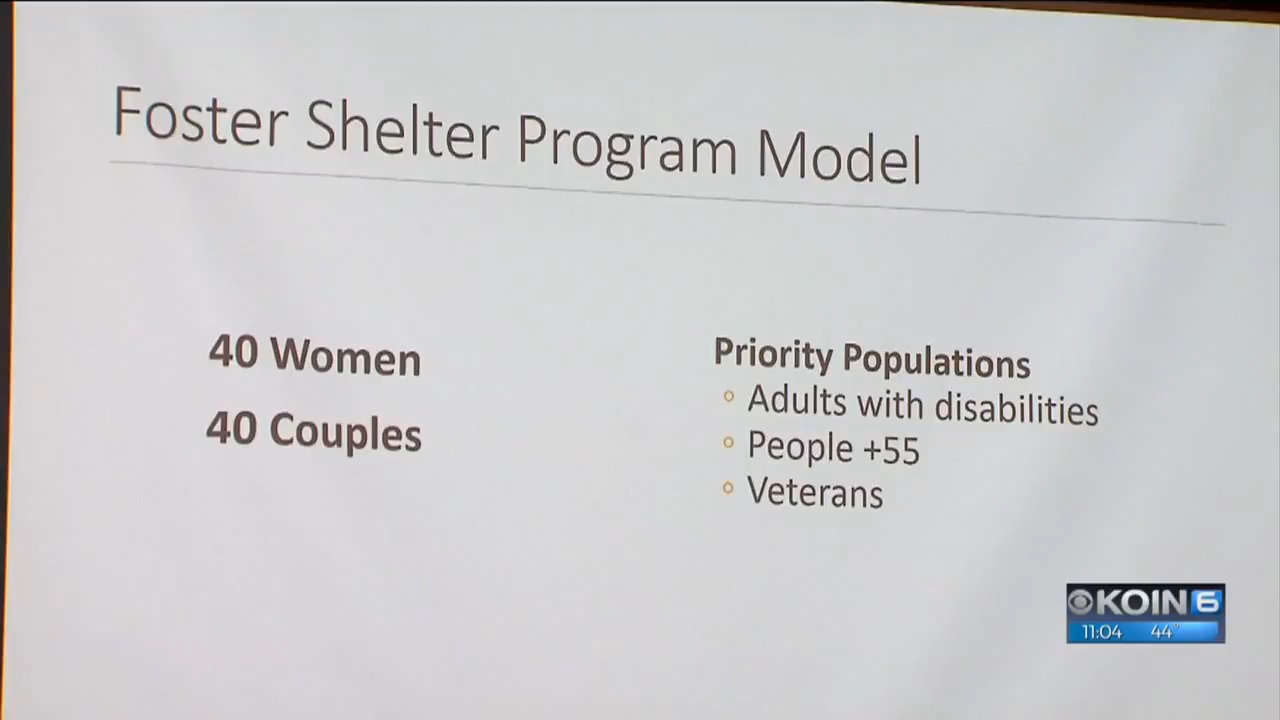 Foster Shelter Program Model
40 Women
40 Couples
Priority Populations
Adults with disabilities
People +55
Veterans
KOIN 6
11:04 44°